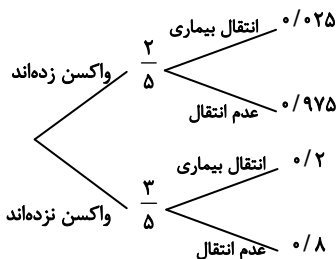 انتقال بیماری ۰/۰۲۵
واکسن زده‌اند ۲/۵
عدم انتقال ۰/۹۷۵
انتقال بیماری ۰/۲
واکسن نزده‌اند ۳/۵
عدم انتقال ۰/۸